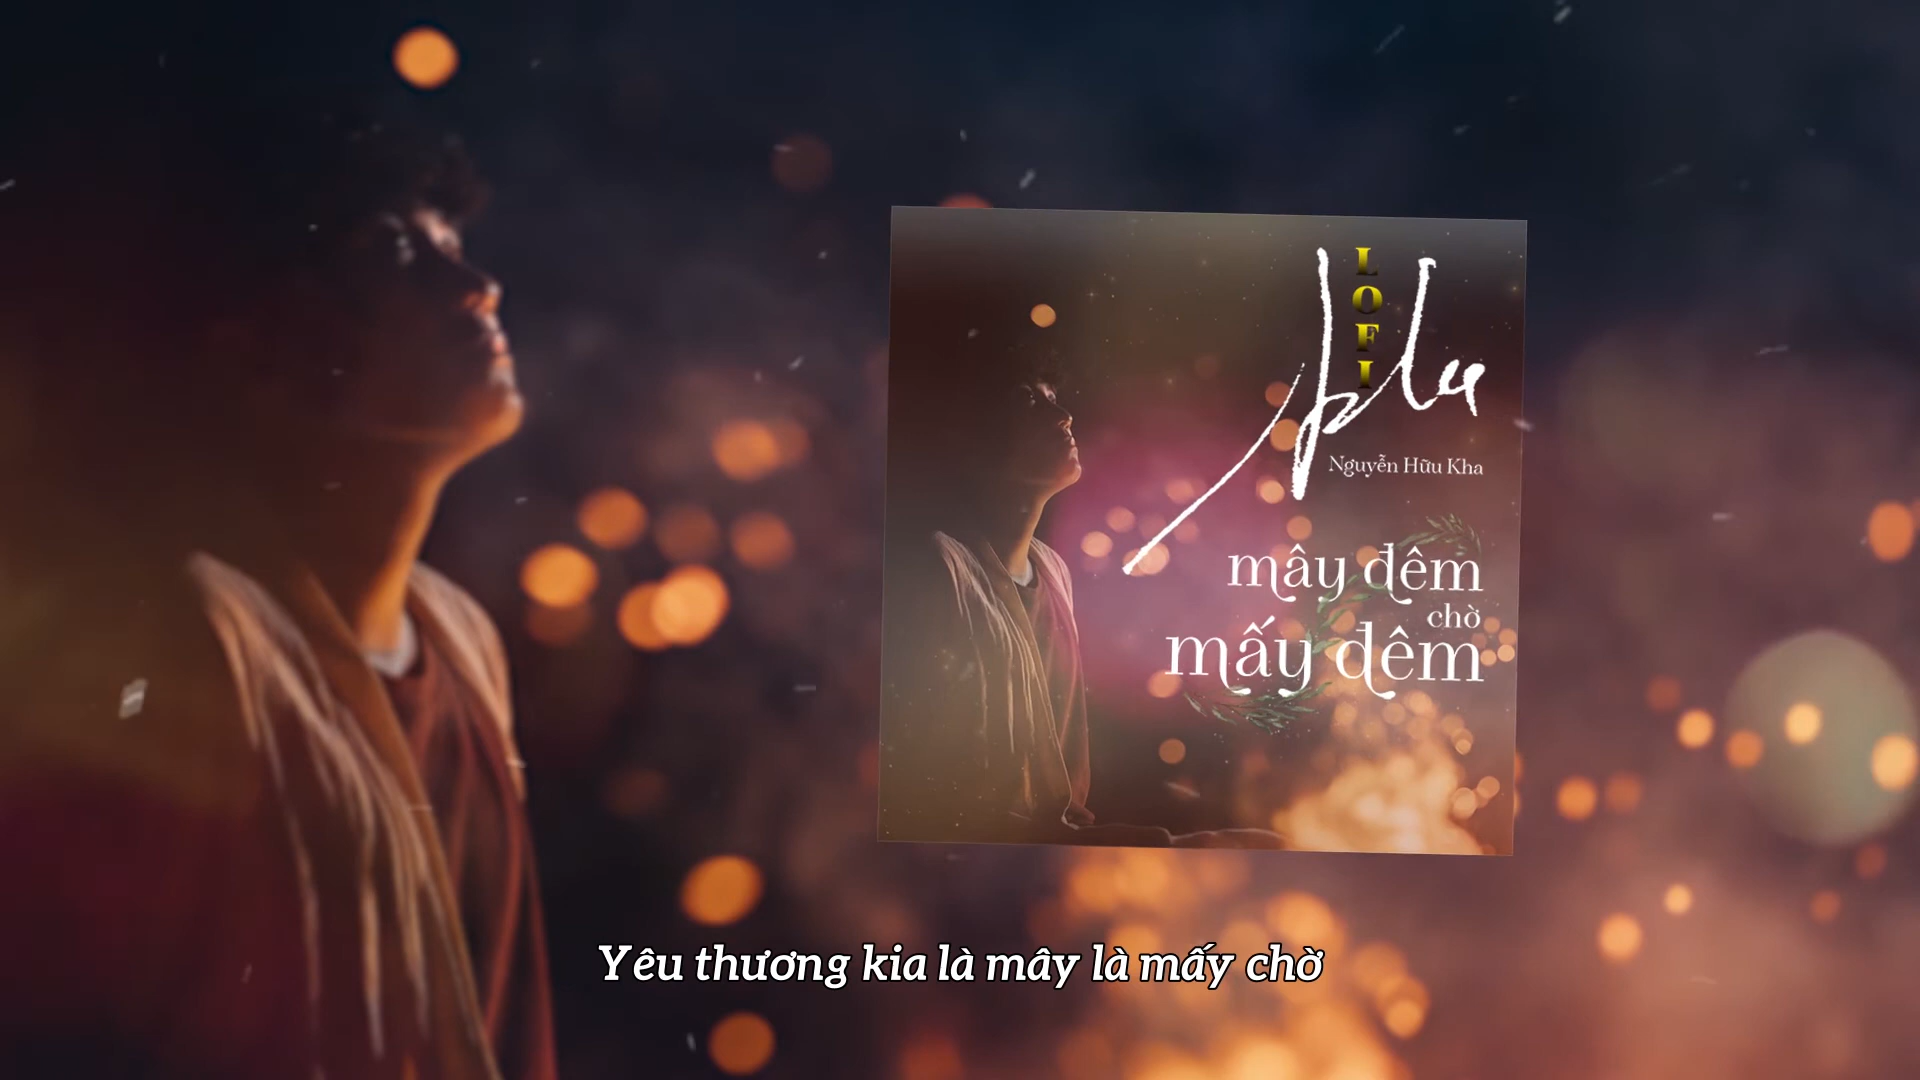 LOFI
Nguyễn Hữu Kha
mây đêm
chờ
mấy đêm
Yêu thương kia là mây là mấy chờ